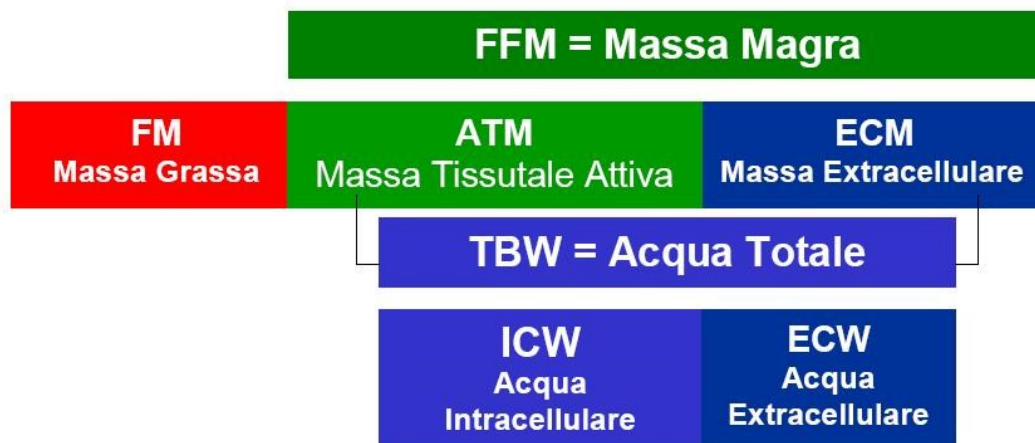 FFM = Massa Magra
FM
Massa Grassa
ATM
Massa Tissutale Attiva
ECM
Massa Extracellulare
TBW = Acqua Totale
ICW
Acqua
Intracellulare
ECW
Acqua
Extracellulare